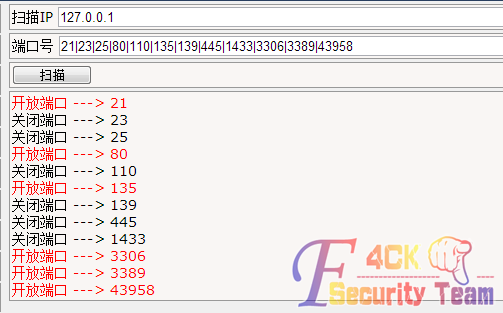 扫描IP 127.0.0.1
端口号 21|23|25|80|110|135|139|445|1433|3306|3389|43958
扫描
开放端口 ---> 21
关闭端口 ---> 23
关闭端口 ---> 25
开放端口 ---> 80
关闭端口 ---> 110
开放端口 ---> 135
关闭端口 ---> 139
关闭端口 ---> 445
关闭端口 ---> 1433
开放端口 ---> 3306
开放端口 ---> 3389
开放端口 ---> 43958
F4CK
Security Team